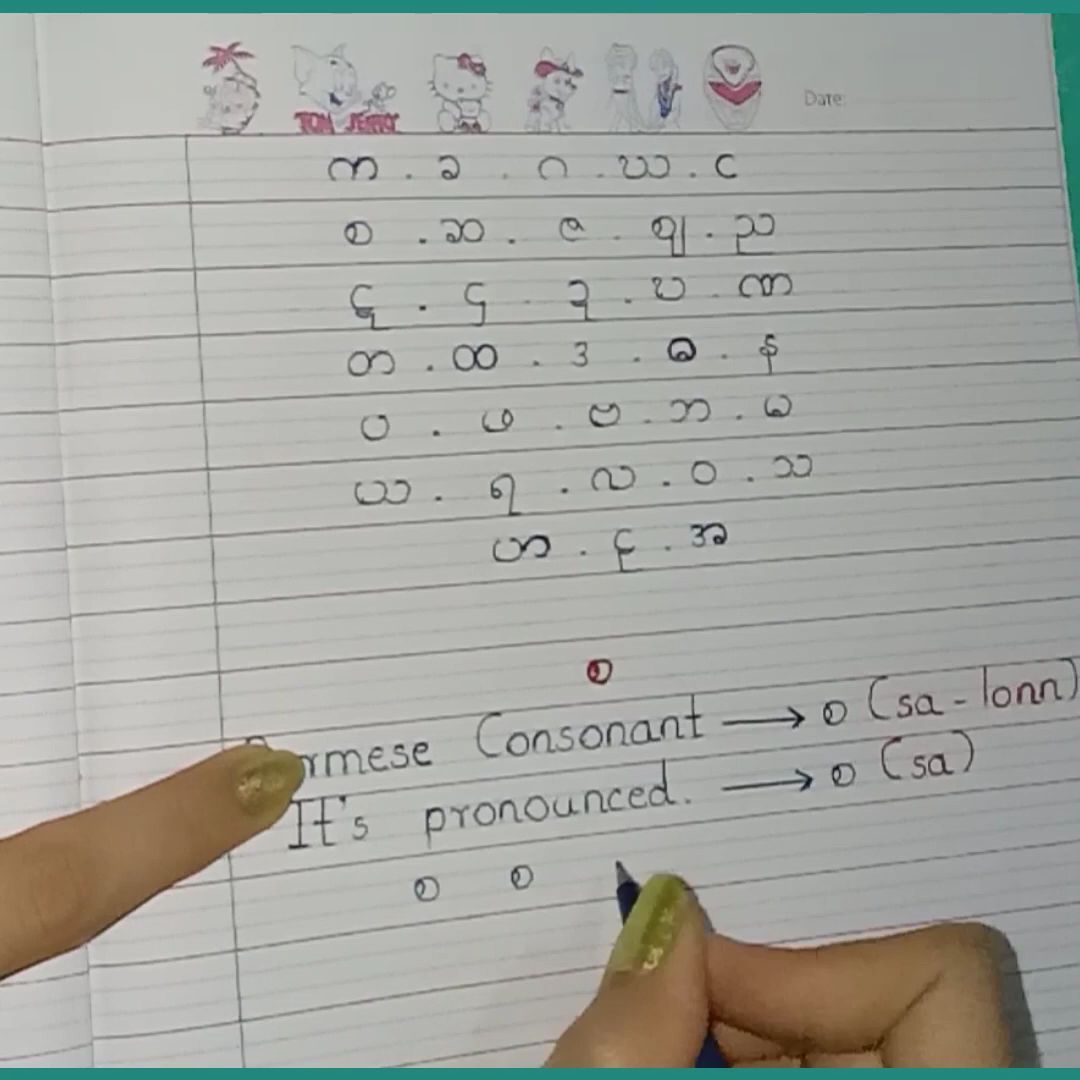 TOM JERRY
Date:
က . ခ . ဂ . ဃ . င
စ . ဆ . ဇ . ဈ . ည
ဋ . ဌ . ဍ . ဎ . ဏ
တ . ထ . ဒ . ဓ . န
ပ . ဖ . ဗ . ဘ . မ
ယ . ရ . လ . ဝ . သ
ဟ . ဠ . အ
စ
Consonant → စ (sa-lonn)
It's pronounced. → စ (sa)
စ စ